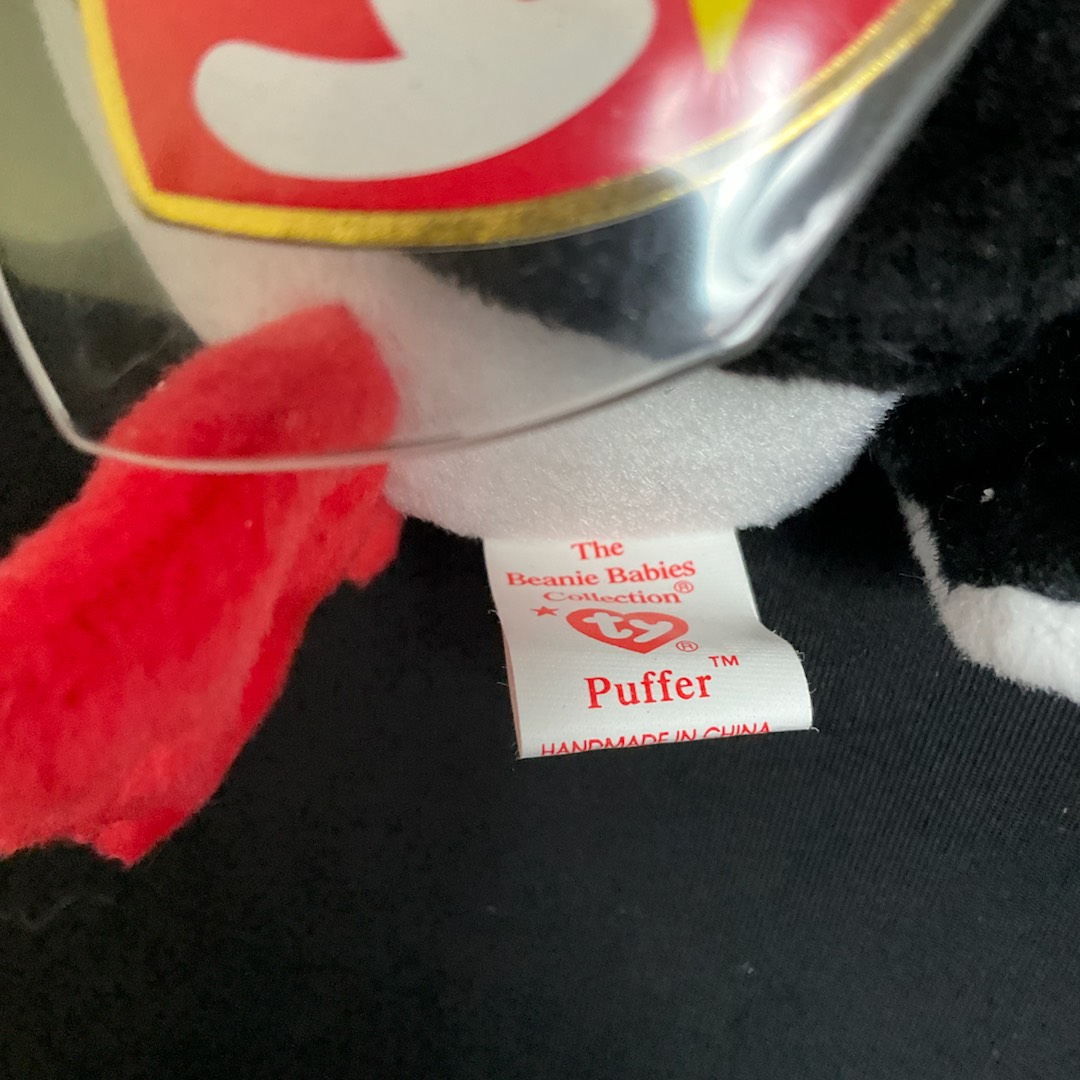 The
Beanie Babies
Collection®
ty®
Puffer™
HANDMADE IN CHINA